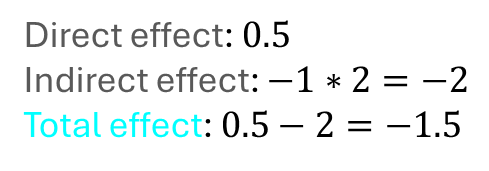 Direct effect: 0.5
Indirect effect: −1 * 2 = −2
Total effect: 0.5 − 2 = −1.5